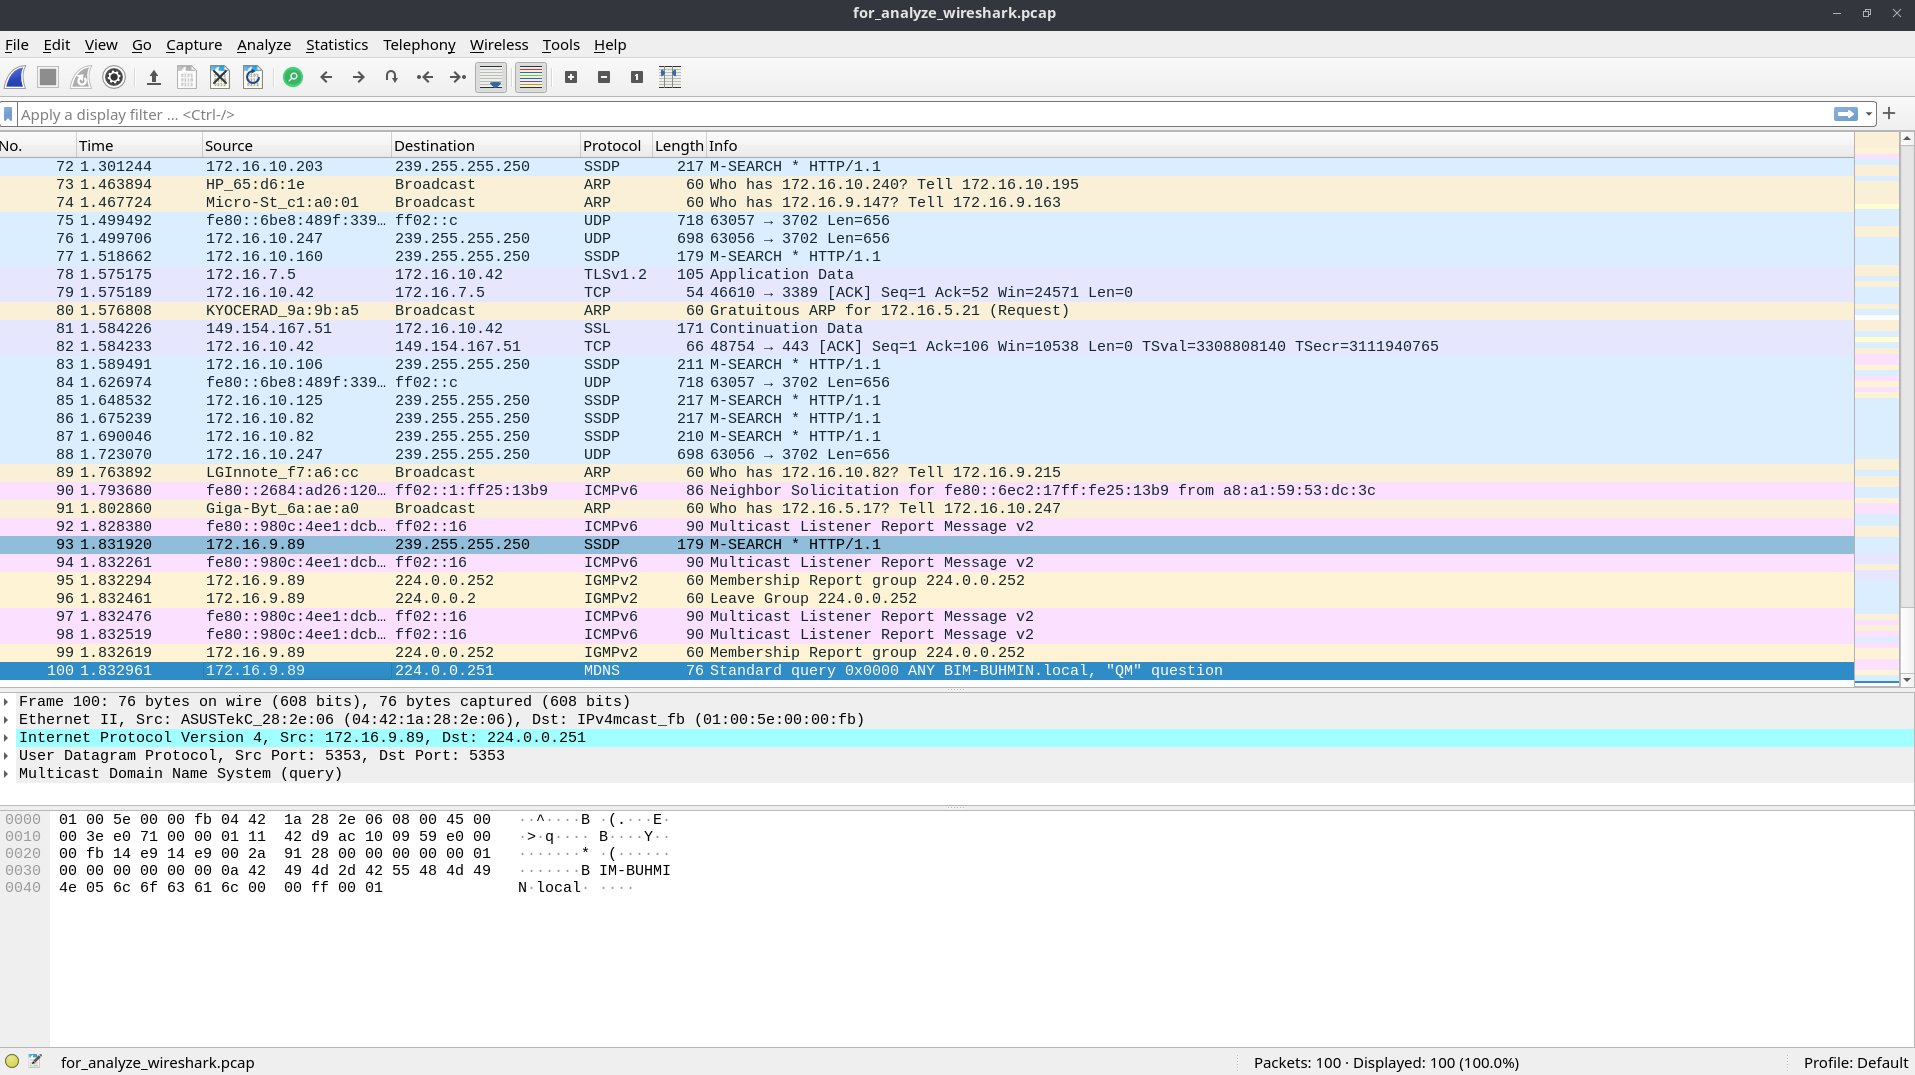 for_analyze_wireshark.pcap
File Edit View Go Capture Analyze Statistics Telephony Wireless Tools Help
Apply a display filter ... <Ctrl-/>
No. Time Source Destination Protocol Length Info
72 1.301244 172.16.10.203 239.255.255.250 SSDP 217 M-SEARCH * HTTP/1.1
73 1.463894 HP_65:d6:1e Broadcast ARP 60 Who has 172.16.10.240? Tell 172.16.10.195
74 1.467724 Micro-St_c1:a0:01 Broadcast ARP 60 Who has 172.16.9.147? Tell 172.16.9.163
75 1.499492 fe80::6be8:489f:339… ff02::c UDP 718 63057 → 3702 Len=656
76 1.499706 172.16.10.247 239.255.255.250 UDP 698 63056 → 3702 Len=656
77 1.518662 172.16.10.160 239.255.255.250 SSDP 179 M-SEARCH * HTTP/1.1
78 1.575175 172.16.7.5 172.16.10.42 TLSv1.2 105 Application Data
79 1.575189 172.16.10.42 172.16.7.5 TCP 54 46610 → 3389 [ACK] Seq=1 Ack=52 Win=24571 Len=0
80 1.576808 KYOCERAD_9a:9b:a5 Broadcast ARP 60 Gratuitous ARP for 172.16.5.21 (Request)
81 1.584226 149.154.167.51 172.16.10.42 SSL 171 Continuation Data
82 1.584233 172.16.10.42 149.154.167.51 TCP 66 48754 → 443 [ACK] Seq=1 Ack=106 Win=10538 Len=0 TSval=3308808140 TSecr=3111940765
83 1.589491 172.16.10.106 239.255.255.250 SSDP 211 M-SEARCH * HTTP/1.1
84 1.626974 fe80::6be8:489f:339… ff02::c UDP 718 63057 → 3702 Len=656
85 1.648532 172.16.10.125 239.255.255.250 SSDP 217 M-SEARCH * HTTP/1.1
86 1.675239 172.16.10.82 239.255.255.250 SSDP 217 M-SEARCH * HTTP/1.1
87 1.690046 172.16.10.82 239.255.255.250 SSDP 210 M-SEARCH * HTTP/1.1
88 1.723070 172.16.10.247 239.255.255.250 UDP 698 63056 → 3702 Len=656
89 1.763892 LGInnote_f7:a6:cc Broadcast ARP 60 Who has 172.16.10.82? Tell 172.16.9.215
90 1.793680 fe80::2684:ad26:120… ff02::1:ff25:13b9 ICMPv6 86 Neighbor Solicitation for fe80::6ec2:17ff:fe25:13b9 from a8:a1:59:53:dc:3c
91 1.802860 Giga-Byt_6a:ae:a0 Broadcast ARP 60 Who has 172.16.5.17? Tell 172.16.10.247
92 1.828380 fe80::980c:4ee1:dcb… ff02::16 ICMPv6 90 Multicast Listener Report Message v2
93 1.831920 172.16.9.89 239.255.255.250 SSDP 179 M-SEARCH * HTTP/1.1
94 1.832261 fe80::980c:4ee1:dcb… ff02::16 ICMPv6 90 Multicast Listener Report Message v2
95 1.832294 172.16.9.89 224.0.0.252 IGMPv2 60 Membership Report group 224.0.0.252
96 1.832461 172.16.9.89 224.0.0.2 IGMPv2 60 Leave Group 224.0.0.252
97 1.832476 fe80::980c:4ee1:dcb… ff02::16 ICMPv6 90 Multicast Listener Report Message v2
98 1.832519 fe80::980c:4ee1:dcb… ff02::16 ICMPv6 90 Multicast Listener Report Message v2
99 1.832619 172.16.9.89 224.0.0.252 IGMPv2 60 Membership Report group 224.0.0.252
100 1.832961 172.16.9.89 224.0.0.251 MDNS 76 Standard query 0x0000 ANY BIM-BUHMIN.local, "QM" question
Frame 100: 76 bytes on wire (608 bits), 76 bytes captured (608 bits)
Ethernet II, Src: ASUSTekC_28:2e:06 (04:42:1a:28:2e:06), Dst: IPv4mcast_fb (01:00:5e:00:00:fb)
Internet Protocol Version 4, Src: 172.16.9.89, Dst: 224.0.0.251
User Datagram Protocol, Src Port: 5353, Dst Port: 5353
Multicast Domain Name System (query)
0000 01 00 5e 00 00 fb 04 42 1a 28 2e 06 08 00 45 00 ··^····B ·(.···E·
0010 00 3e e0 71 00 00 01 11 42 d9 ac 10 09 59 e0 00 ·>·q···· B····Y··
0020 00 fb 14 e9 14 e9 00 2a 91 28 00 00 00 00 00 01 ·······* ·(······
0030 00 00 00 00 00 00 0a 42 49 4d 2d 42 55 48 4d 49 ·······B IM-BUHMI
0040 4e 05 6c 6f 63 61 6c 00 00 ff 00 01 N·local· ····
for_analyze_wireshark.pcap
Packets: 100 · Displayed: 100 (100.0%)
Profile: Default